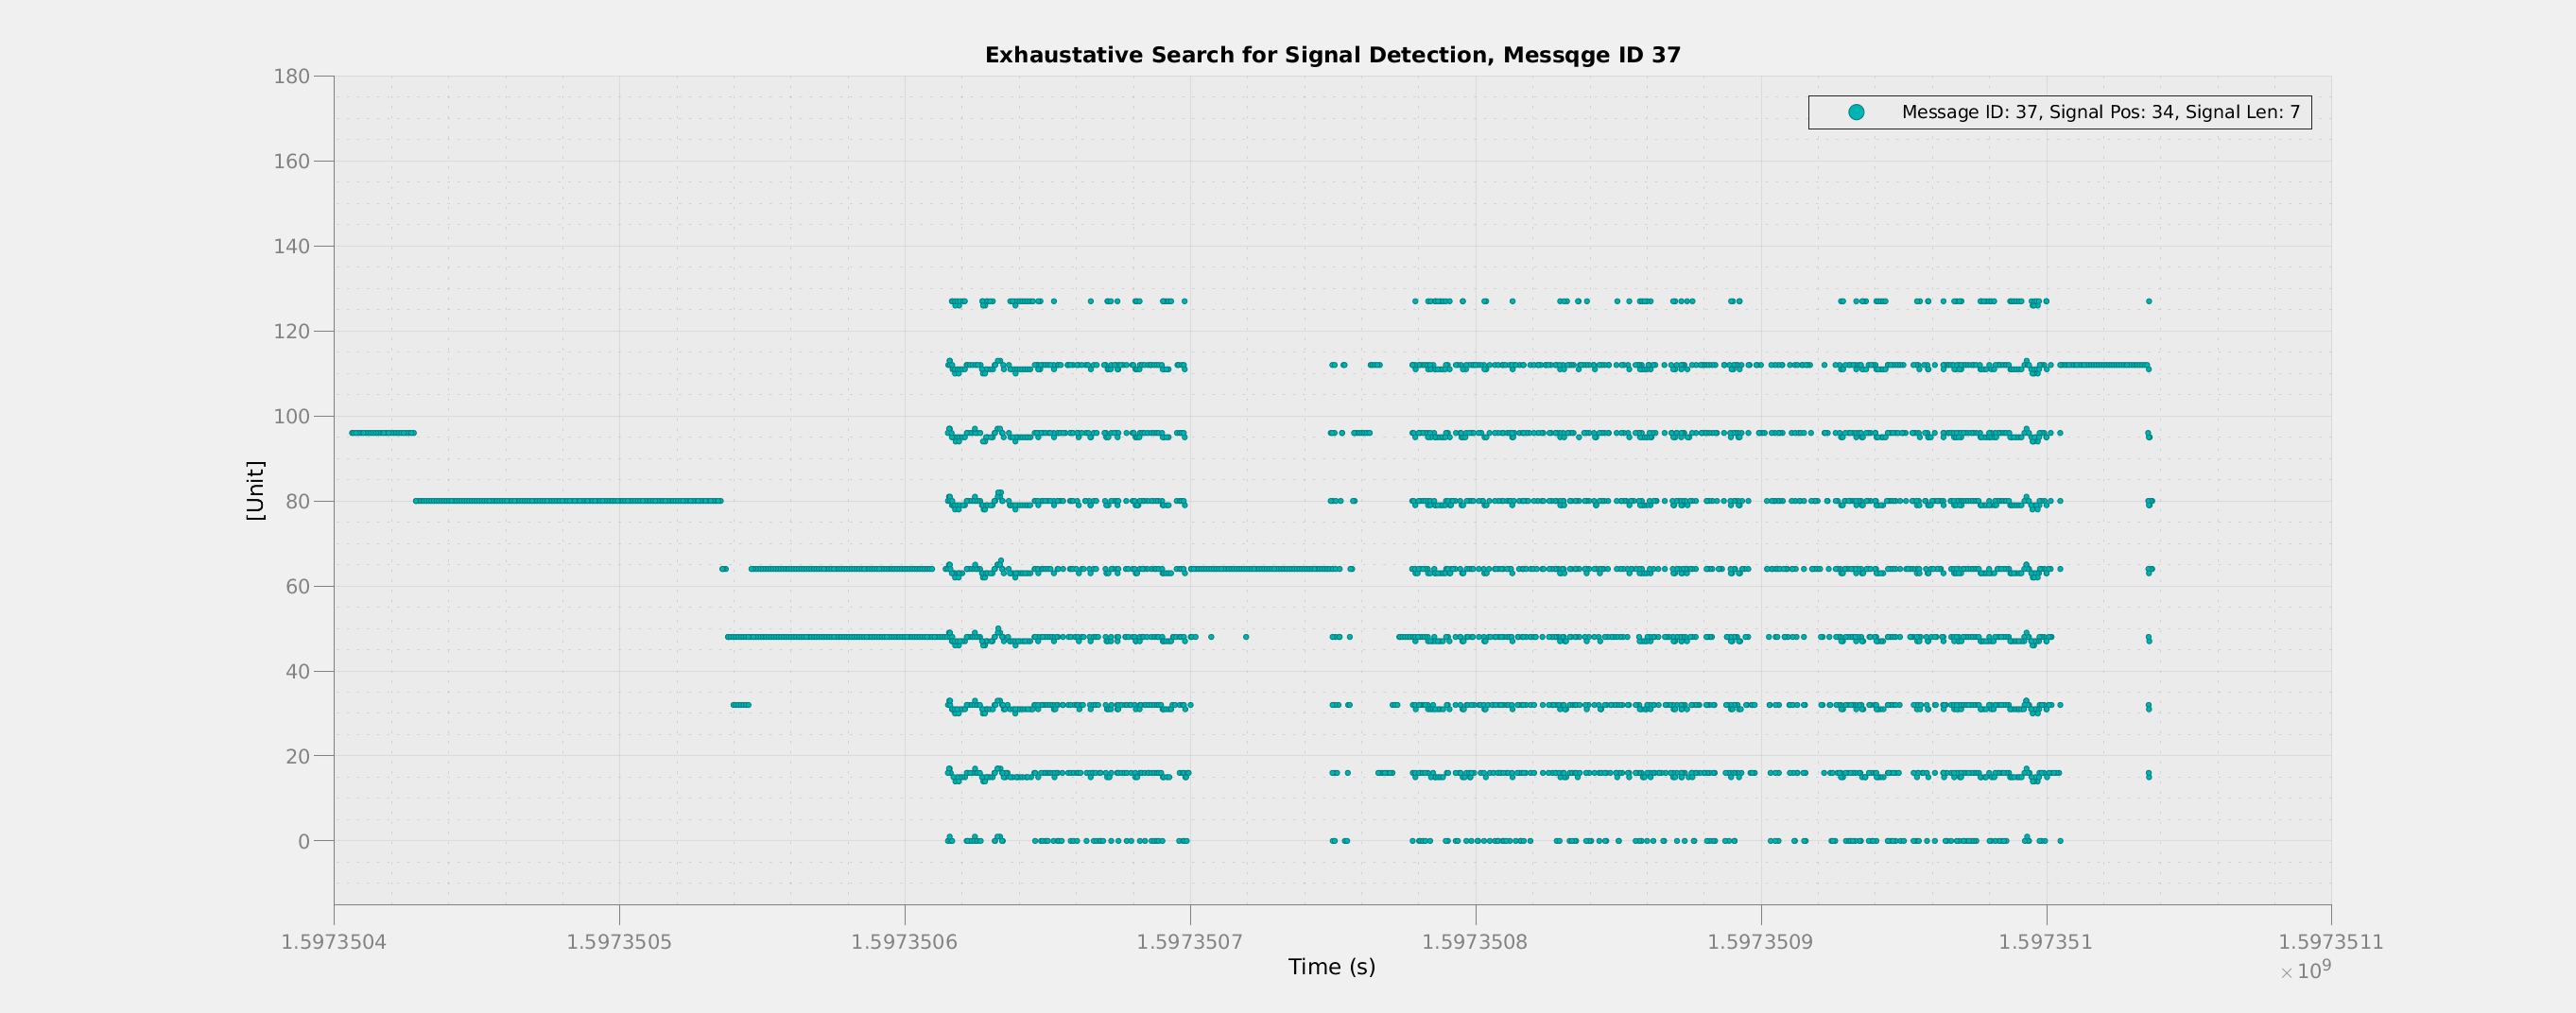 Exhaustative Search for Signal Detection, Messqge ID 37
Message ID: 37, Signal Pos: 34, Signal Len: 7
180
160
140
120
100
80
60
40
20
0
[Unit]
1.5973504 1.5973505 1.5973506 1.5973507 1.5973508 1.5973509 1.597351 1.5973511
Time (s)
× 10⁹